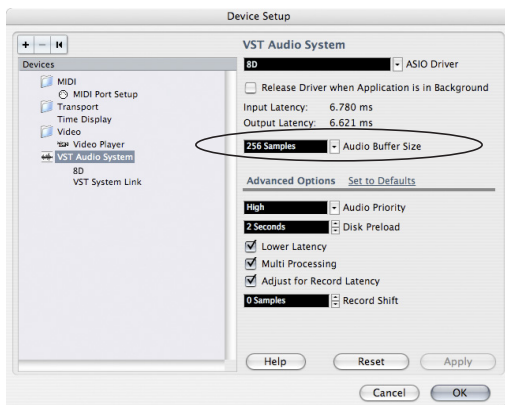 Device Setup
Devices
MIDI
MIDI Port Setup
Transport
Time Display
Video
Video Player
VST Audio System
8D
VST System Link
VST Audio System
8D ASIO Driver
Release Driver when Application is in Background
Input Latency: 6.780 ms
Output Latency: 6.621 ms
256 Samples Audio Buffer Size
Advanced Options Set to Defaults
High Audio Priority
2 Seconds Disk Preload
Lower Latency
Multi Processing
Adjust for Record Latency
0 Samples Record Shift
Help Reset Apply
Cancel OK